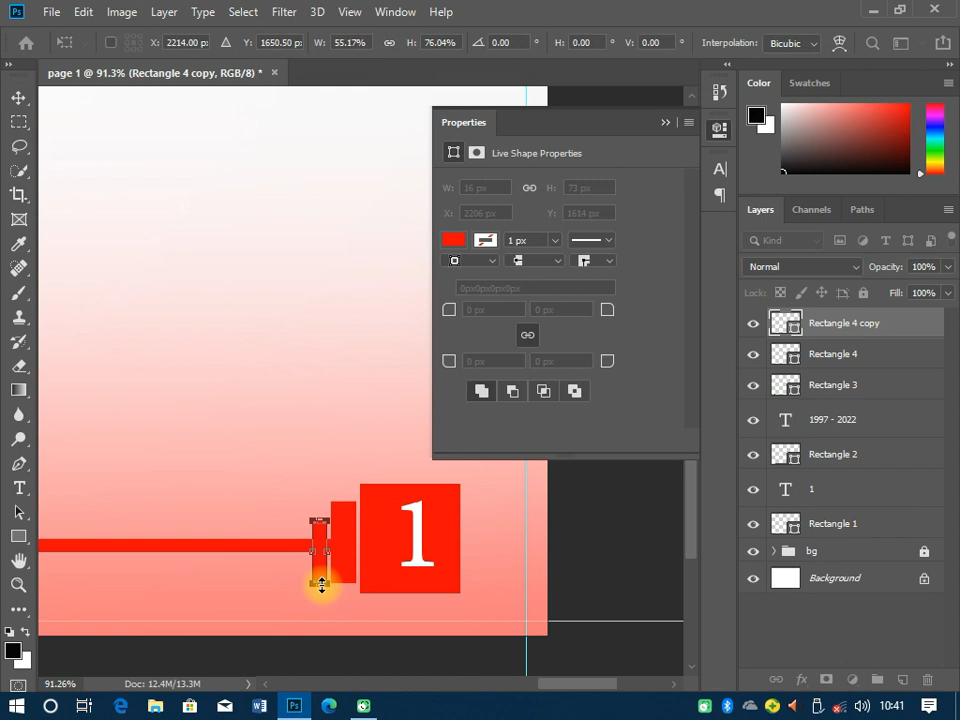 Ps File Edit Image Layer Type Select Filter 3D View Window Help
X: 2214.00 px Y: 1650.50 px W: 55.17% H: 76.04% 0.00 ° H: 0.00 ° V: 0.00 ° Interpolation: Bicubic
page 1 @ 91.3% (Rectangle 4 copy, RGB/8) *
Color Swatches
Properties
Live Shape Properties
W: 16 px H: 73 px
X: 2206 px Y: 1614 px
1 px
0px0px0px0px
0 px 0 px
0 px 0 px
Layers Channels Paths
Kind
Normal Opacity: 100%
Lock: Fill: 100%
Rectangle 4 copy
Rectangle 4
Rectangle 3
T 1997 - 2022
Rectangle 2
T 1
Rectangle 1
bg
Background
1
91.26% Doc: 12.4M/13.3M
fx
10:41